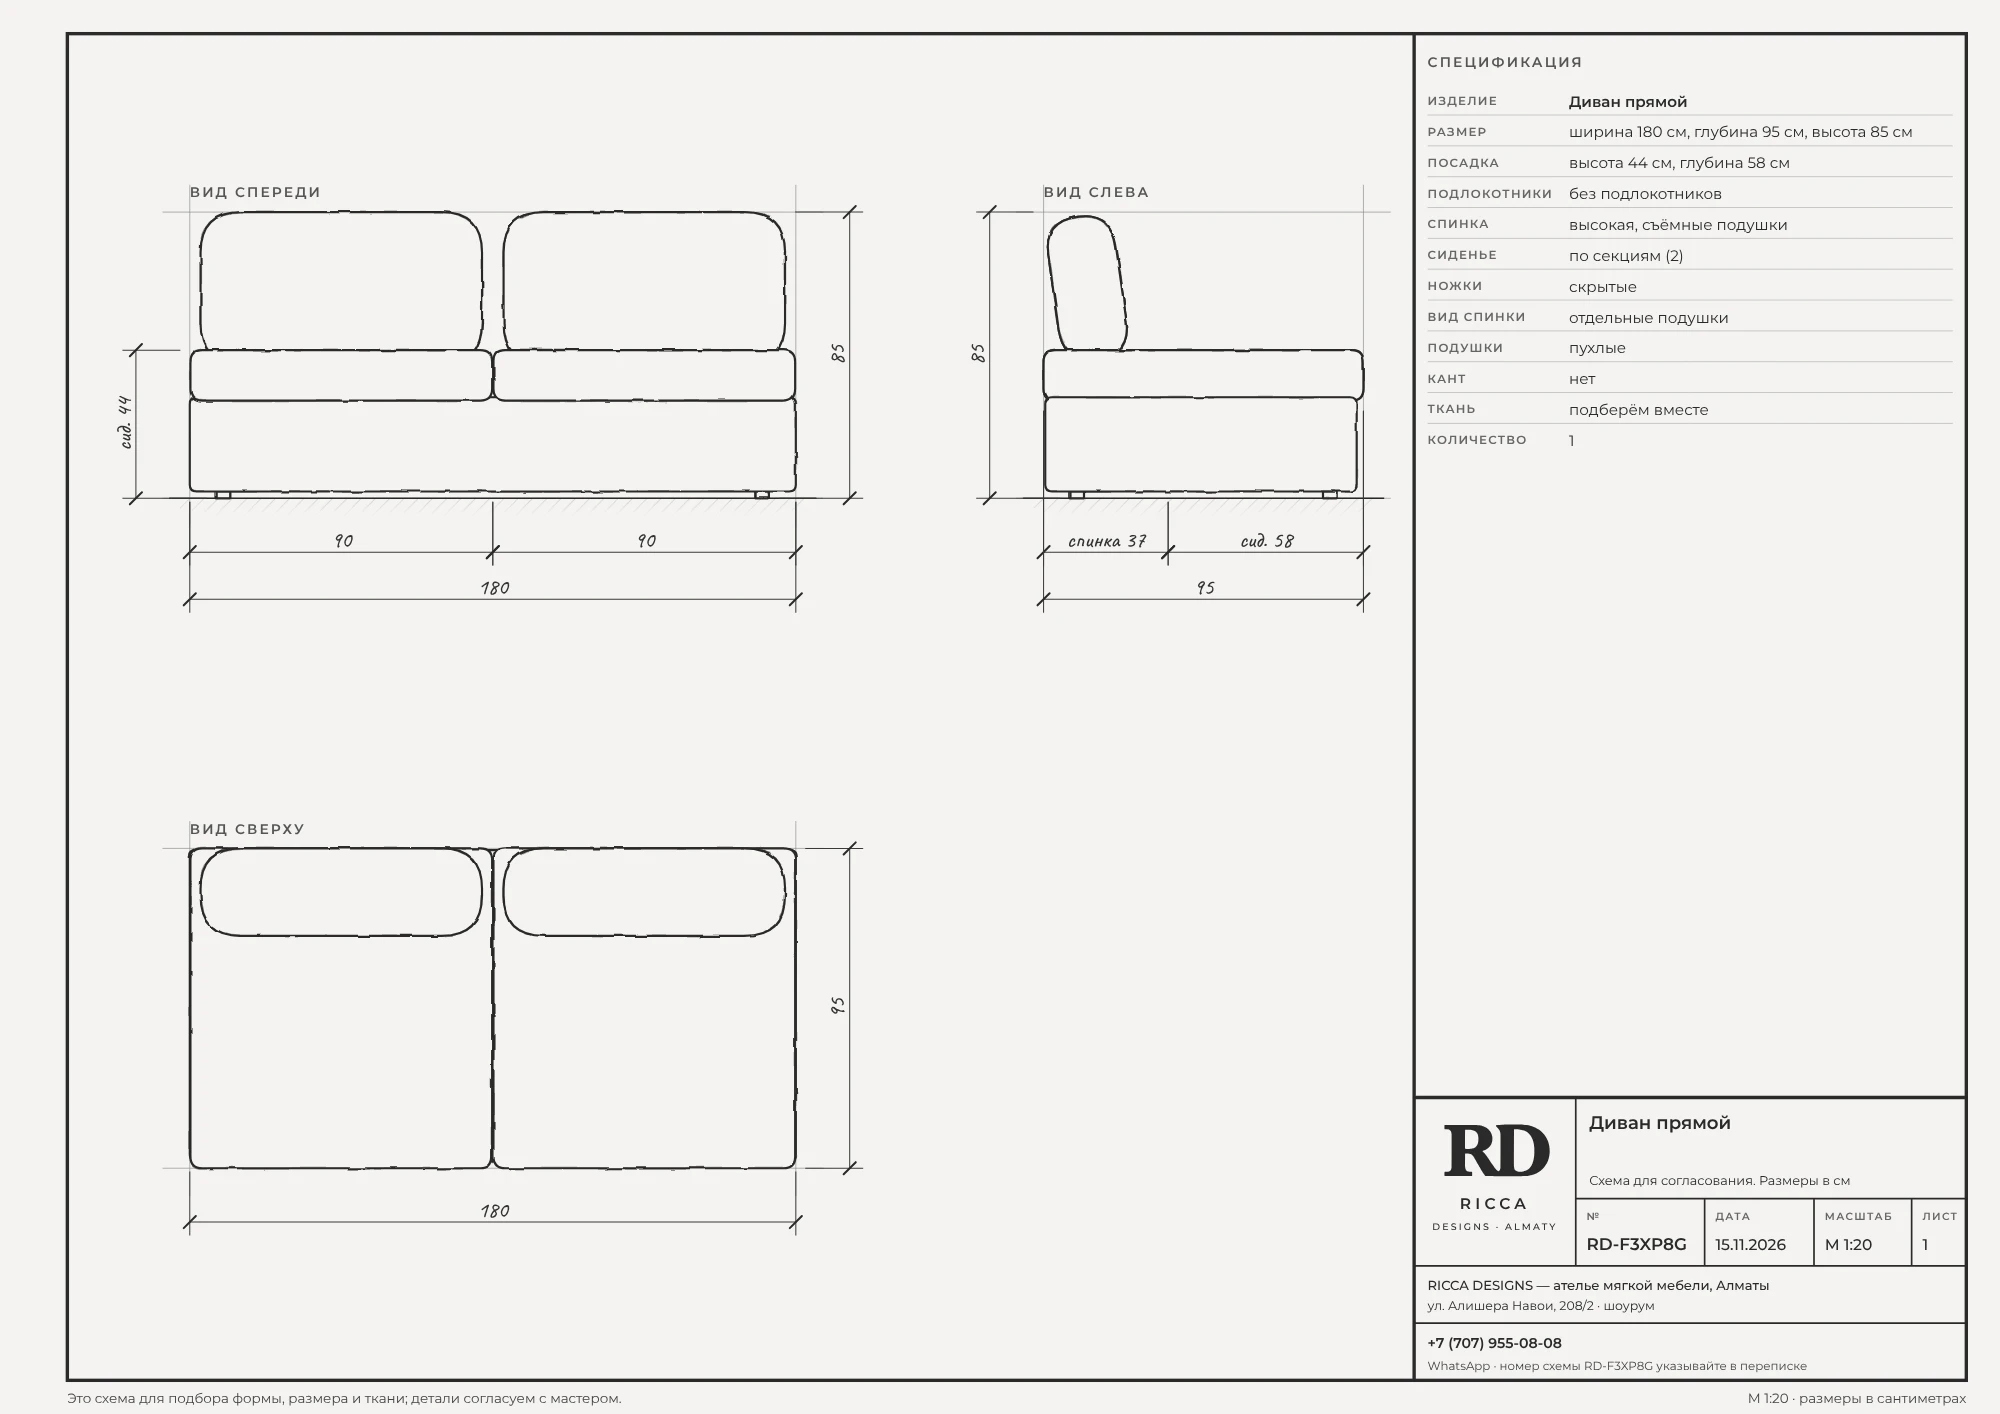 ВИД СПЕРЕДИ
85
сид. 44
90
90
180
ВИД СЛЕВА
85
спинка 37
сид. 58
95
ВИД СВЕРХУ
95
180
СПЕЦИФИКАЦИЯ
ИЗДЕЛИЕ Диван прямой
РАЗМЕР ширина 180 см, глубина 95 см, высота 85 см
ПОСАДКА высота 44 см, глубина 58 см
ПОДЛОКОТНИКИ без подлокотников
СПИНКА высокая, съёмные подушки
СИДЕНЬЕ по секциям (2)
НОЖКИ скрытые
ВИД СПИНКИ отдельные подушки
ПОДУШКИ пухлые
КАНТ нет
ТКАНЬ подберём вместе
КОЛИЧЕСТВО 1
RD
RICCA
DESIGNS · ALMATY
Диван прямой
Схема для согласования. Размеры в см
№ ДАТА МАСШТАБ ЛИСТ
RD-F3XP8G 15.11.2026 М 1:20 1
RICCA DESIGNS — ателье мягкой мебели, Алматы
ул. Алишера Навои, 208/2 · шоурум
+7 (707) 955-08-08
WhatsApp · номер схемы RD-F3XP8G указывайте в переписке
Это схема для подбора формы, размера и ткани; детали согласуем с мастером.
М 1:20 · размеры в сантиметрах